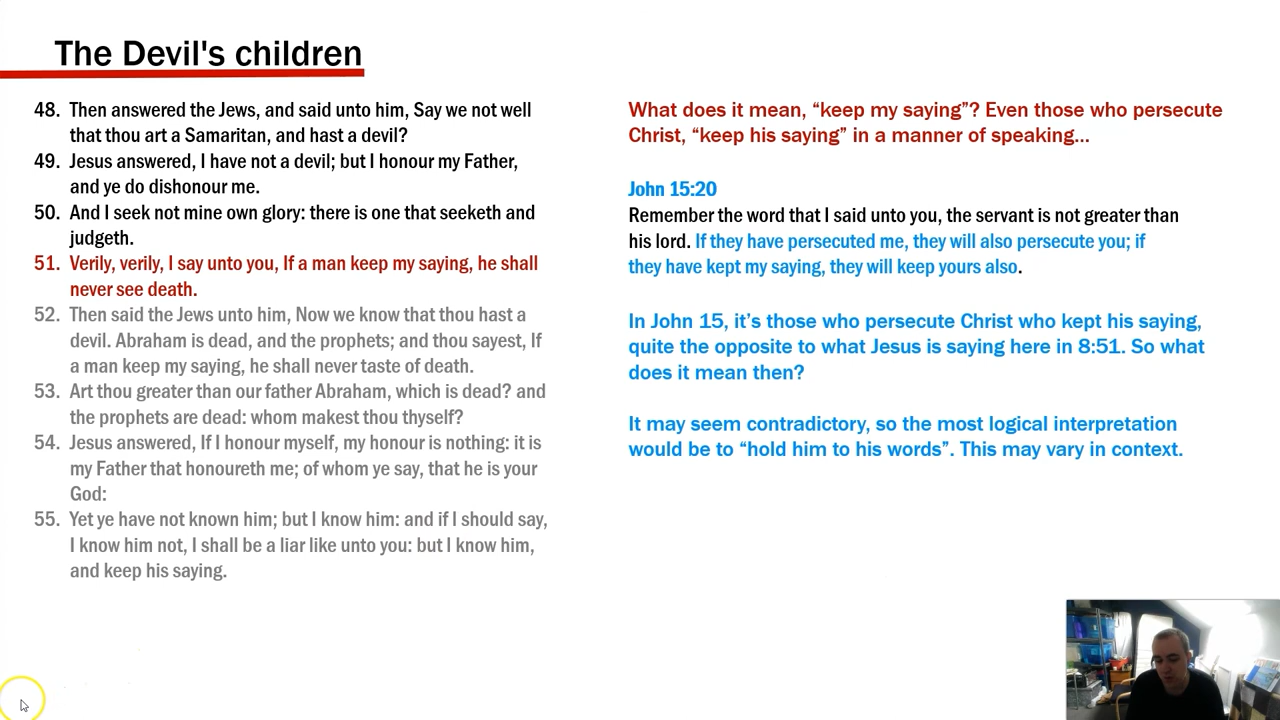 The Devil's children
48. Then answered the Jews, and said unto him, Say we not well
that thou art a Samaritan, and hast a devil?
49. Jesus answered, I have not a devil; but I honour my Father,
and ye do dishonour me.
50. And I seek not mine own glory: there is one that seeketh and
judgeth.
51. Verily, verily, I say unto you, If a man keep my saying, he shall
never see death.
52. Then said the Jews unto him, Now we know that thou hast a
devil. Abraham is dead, and the prophets; and thou sayest, If
a man keep my saying, he shall never taste of death.
53. Art thou greater than our father Abraham, which is dead? and
the prophets are dead: whom makest thou thyself?
54. Jesus answered, If I honour myself, my honour is nothing: it is
my Father that honoureth me; of whom ye say, that he is your
God:
55. Yet ye have not known him; but I know him: and if I should say,
I know him not, I shall be a liar like unto you: but I know him,
and keep his saying.
What does it mean, “keep my saying”? Even those who persecute
Christ, “keep his saying” in a manner of speaking...
John 15:20
Remember the word that I said unto you, the servant is not greater than
his lord. If they have persecuted me, they will also persecute you; if
they have kept my saying, they will keep yours also.
In John 15, it’s those who persecute Christ who kept his saying,
quite the opposite to what Jesus is saying here in 8:51. So what
does it mean then?
It may seem contradictory, so the most logical interpretation
would be to “hold him to his words”. This may vary in context.